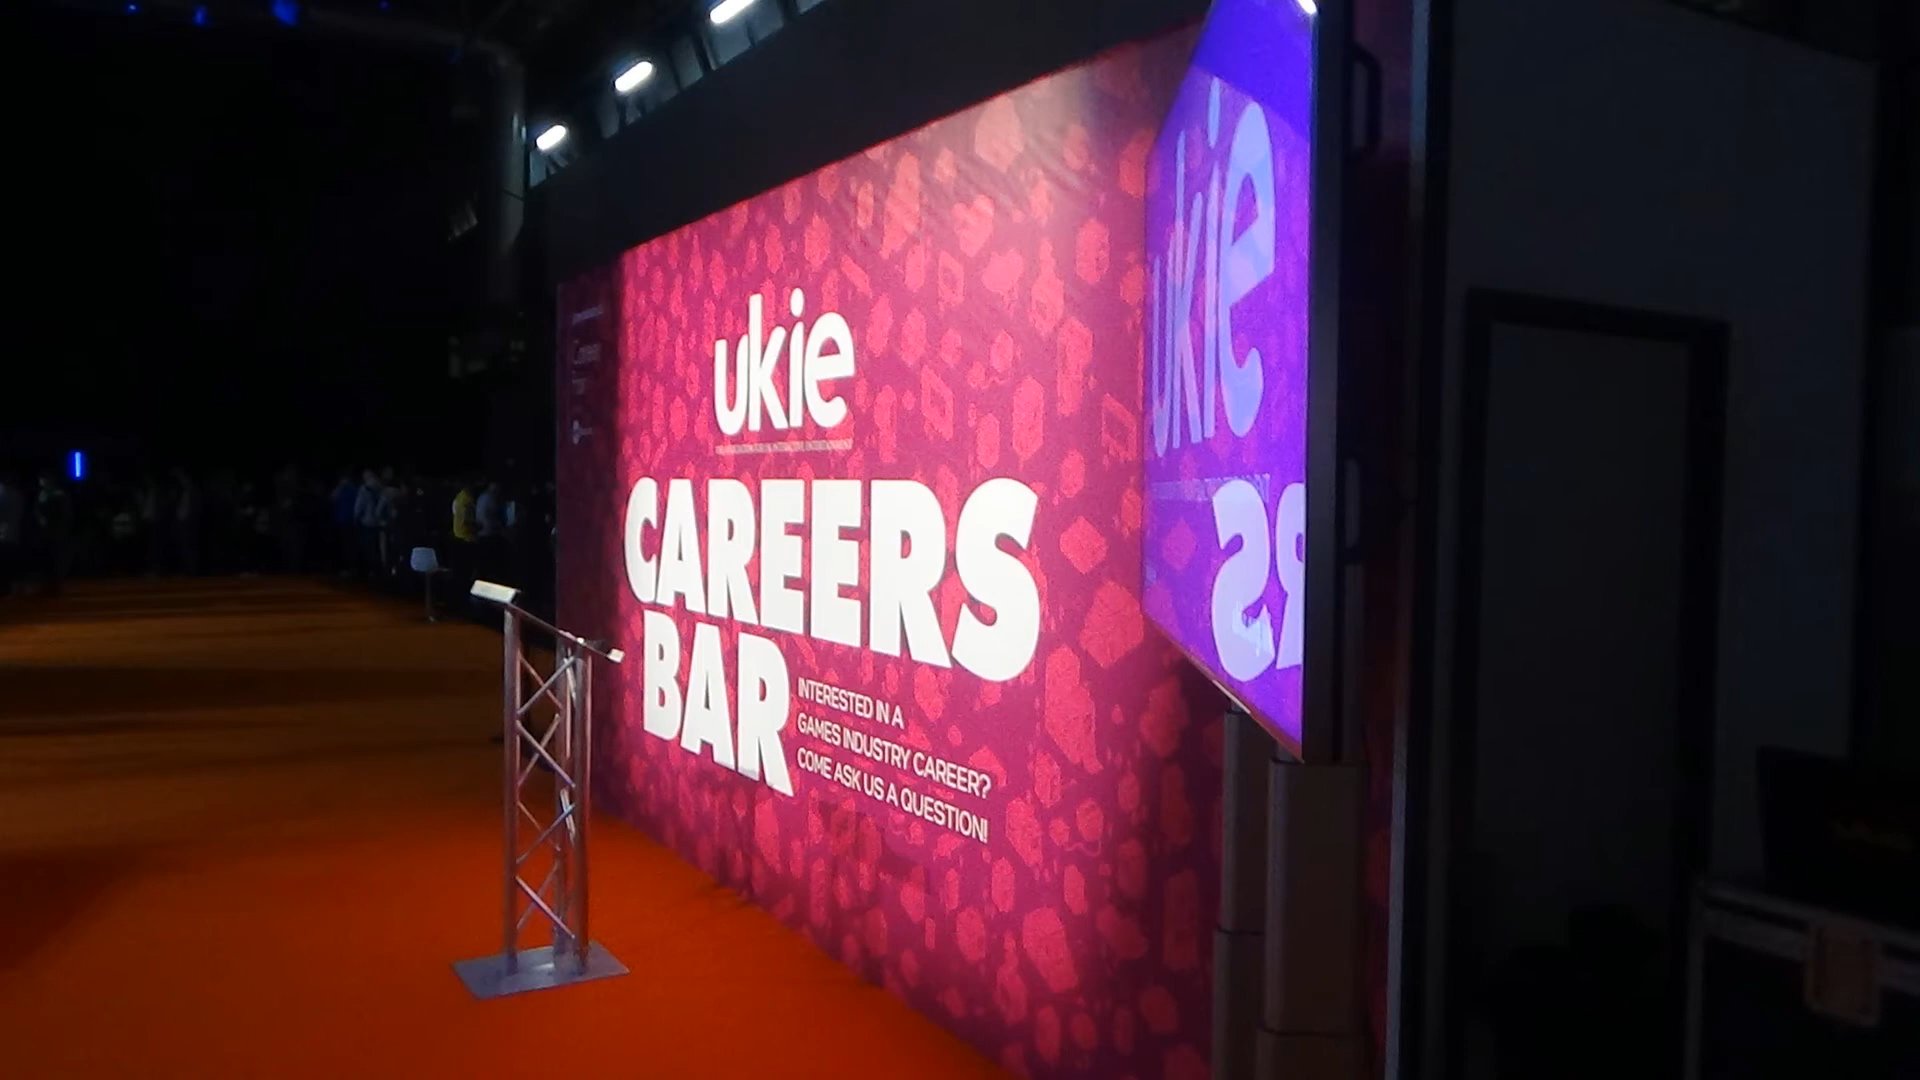 ukie
CAREERS
BAR
INTERESTED IN A
GAMES INDUSTRY CAREER?
COME ASK US A QUESTION!
ukie